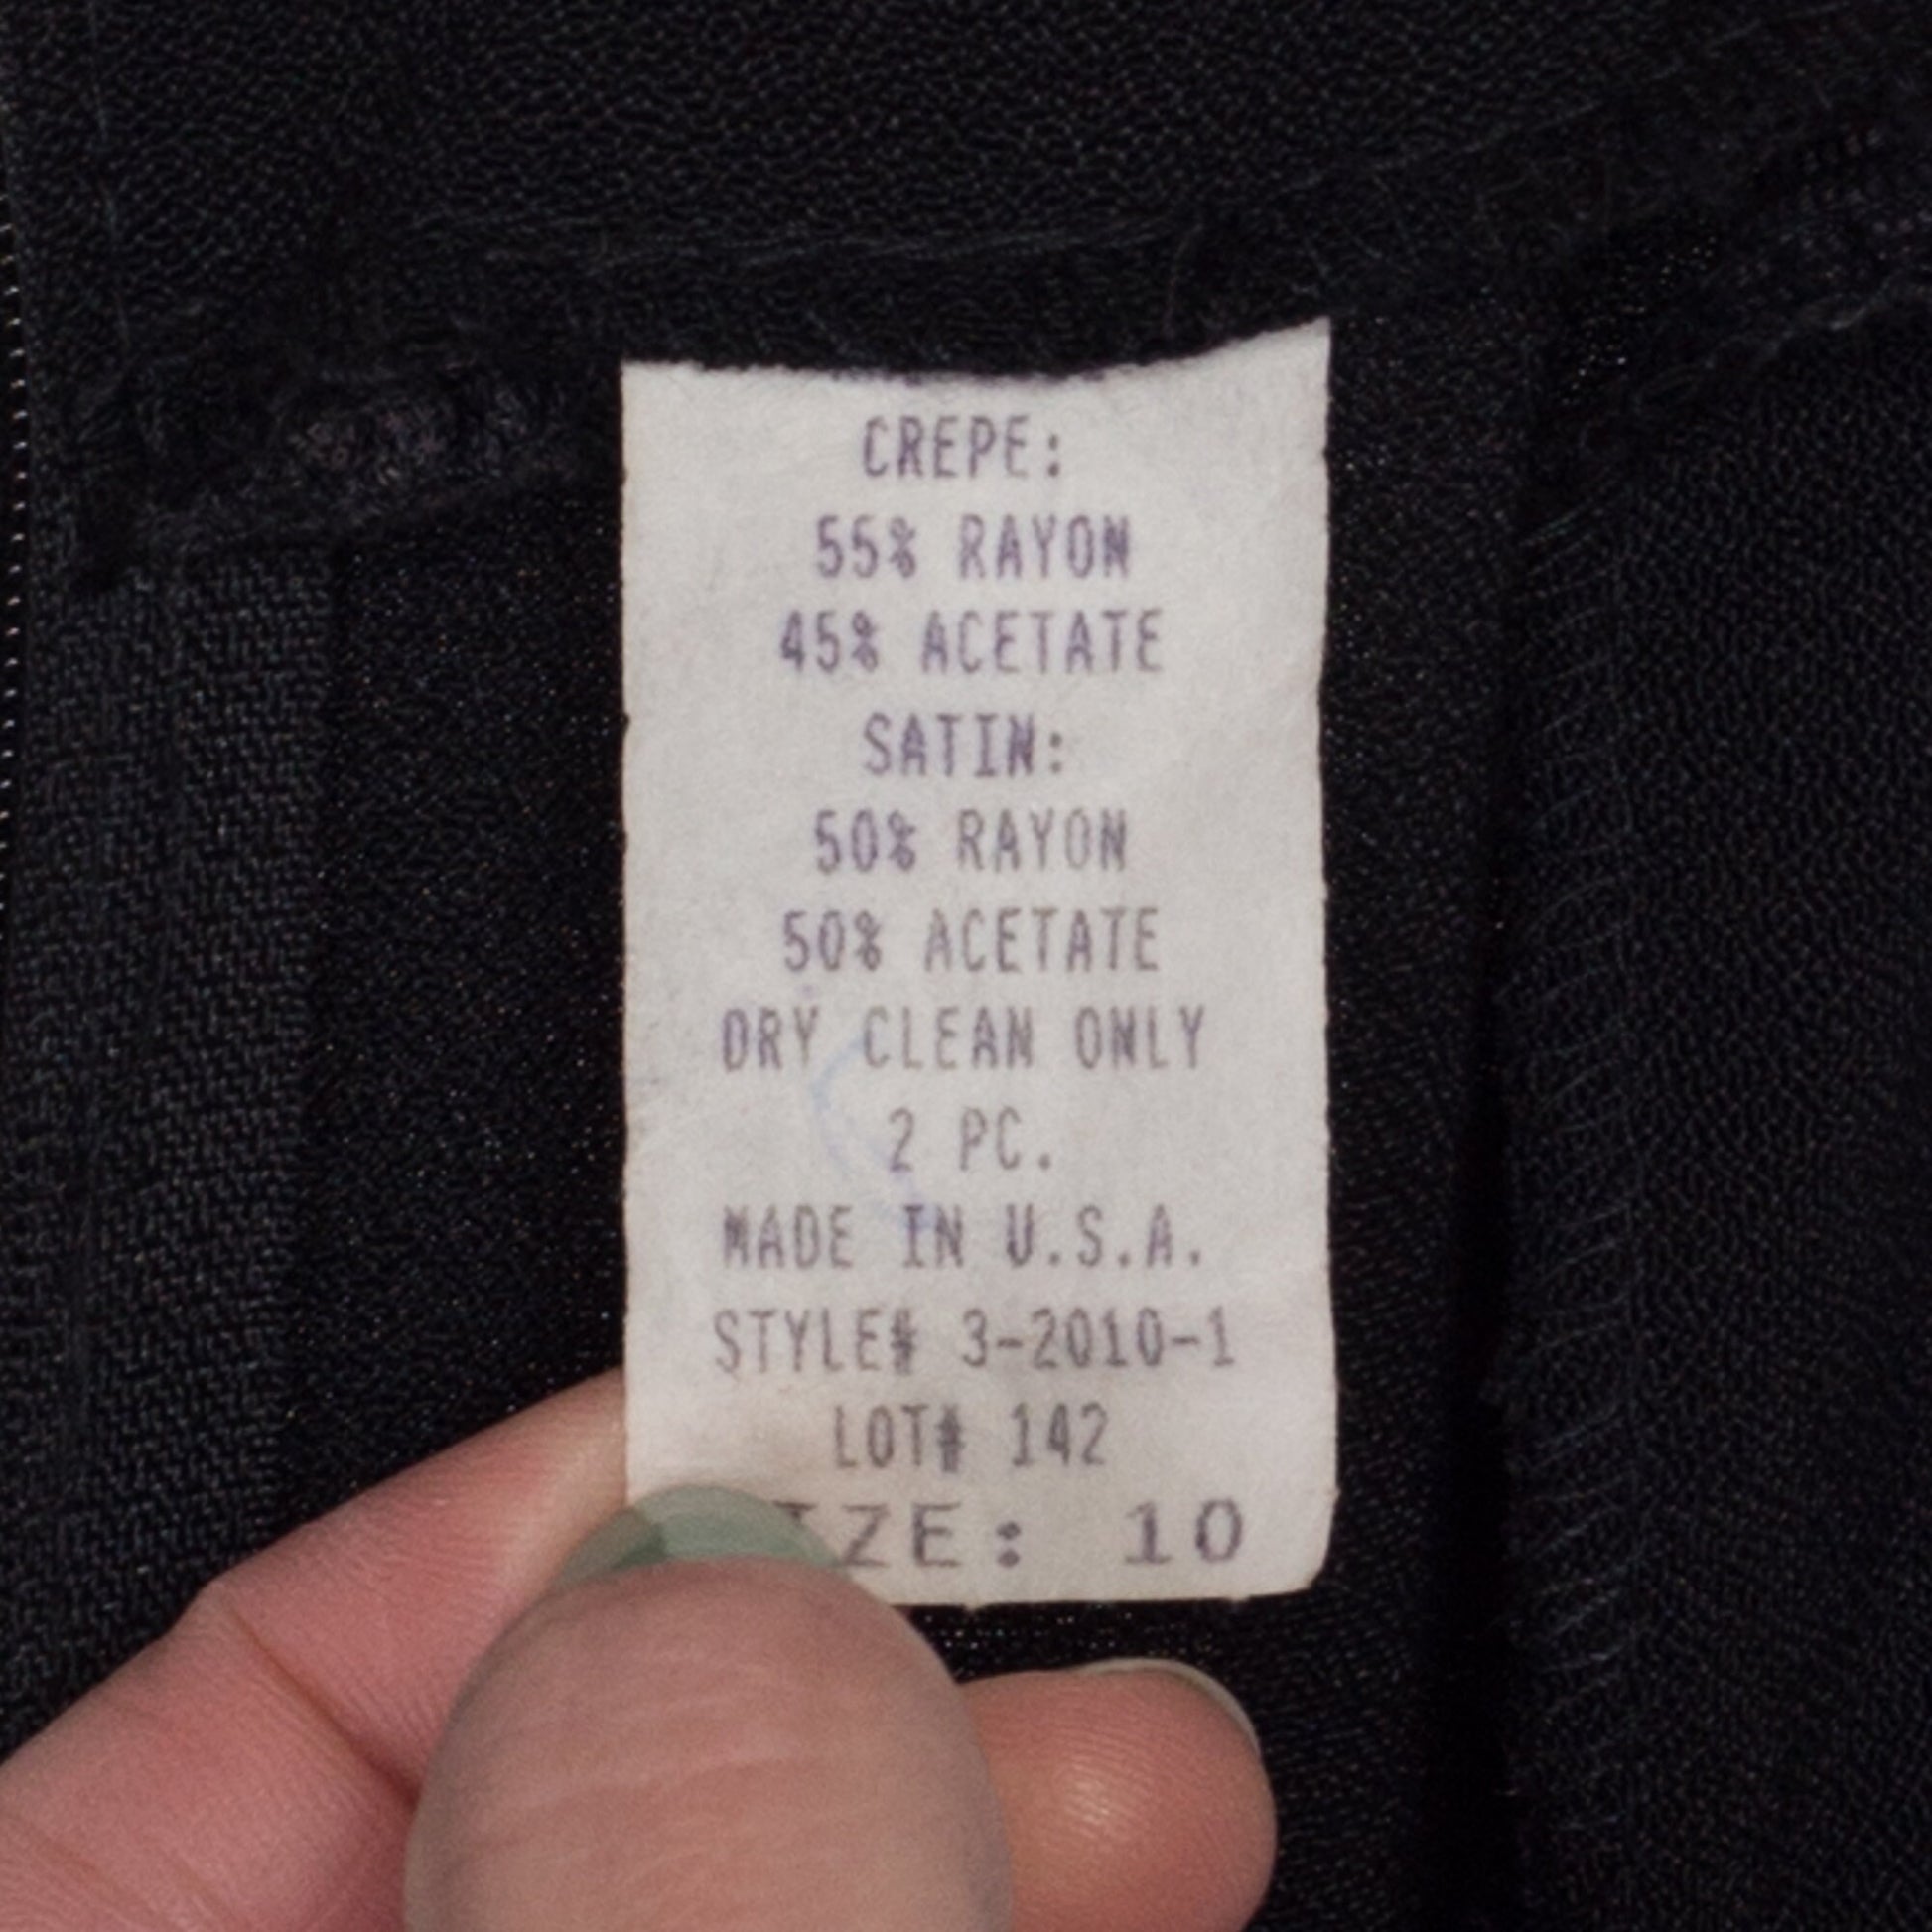 CREPE:
55% RAYON
45% ACETATE
SATIN:
50% RAYON
50% ACETATE
DRY CLEAN ONLY
2 PC.
MADE IN U.S.A.
STYLE# 3-2010-1
LOT# 142
IZE: 10